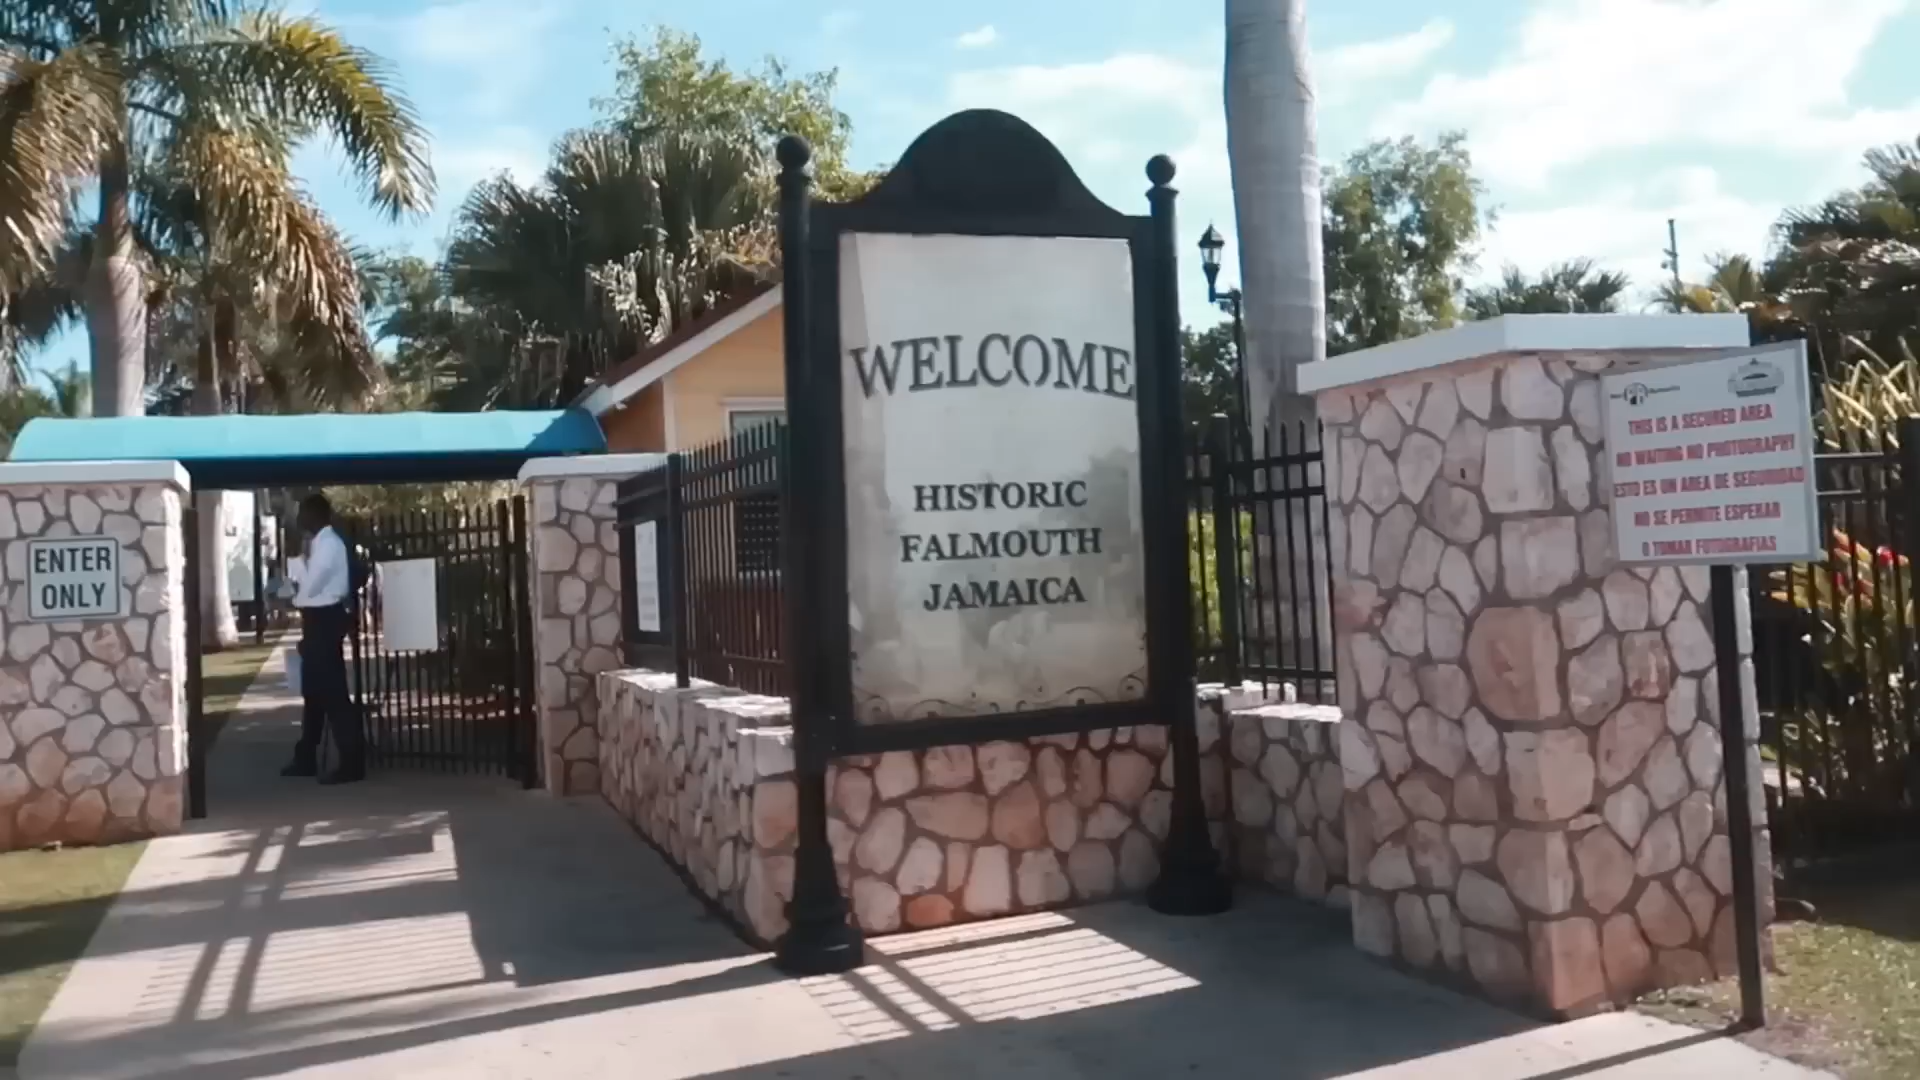 ENTER
ONLY
WELCOME
HISTORIC
FALMOUTH
JAMAICA
THIS IS A SECURED AREA
NO WAITING NO PHOTOGRAPHY
ESTO ES UN AREA DE SEGURIDAD
NO SE PERMITE ESPERAR
O TOMAR FOTOGRAFIAS